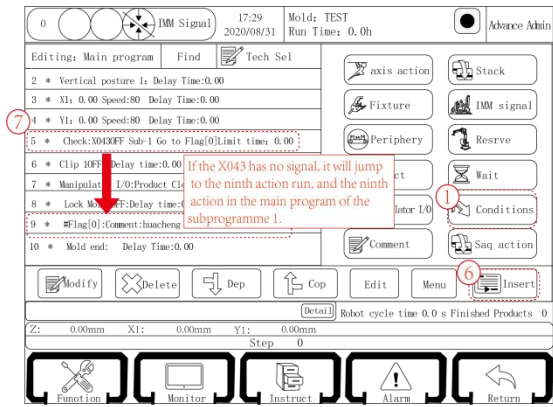 0
IMM Signal
17:29
2020/08/31
Mold: TEST
Run Time: 0. 0h
Advance Admin
Editing: Main program
Find
Tech Sel
2 * Vertical posture 1: Delay Time:0.00
3 * X1: 0.00 Speed:80 Delay Time:0.00
4 * Y1: 0.00 Speed:80 Delay Time:0.00
7
5 * Check:X043OFF Sub-1 Go to Flag[0]Limit time: 0.00
6 * Clip 1OFF Delay time:0.00
7 * Manipulat I/O:Product Cle
8 * Lock Mo FF:Delay time:0
9 * #Flag[0]:Comment:huacheng
10 * Mold end: Delay Time:0.00
If the X043 has no signal, it will jump
to the ninth action run, and the ninth
action in the main program of the
subprogramme 1.
axis action
Stack
Fixture
IMM signal
Periphery
Resrve
ct
Wait
1
lator I/O
Conditions
Comment
Saq action
6
Modify
Delete
Dep
Cop
Edit
Menu
Insert
Detail
Robot cycle time 0.0 s Finished Products 0
Z: 0.00mm X1: 0.00mm Y1: 0.00mm
Step 0
Funotion
Monitor
Instruct
Alarm
Return